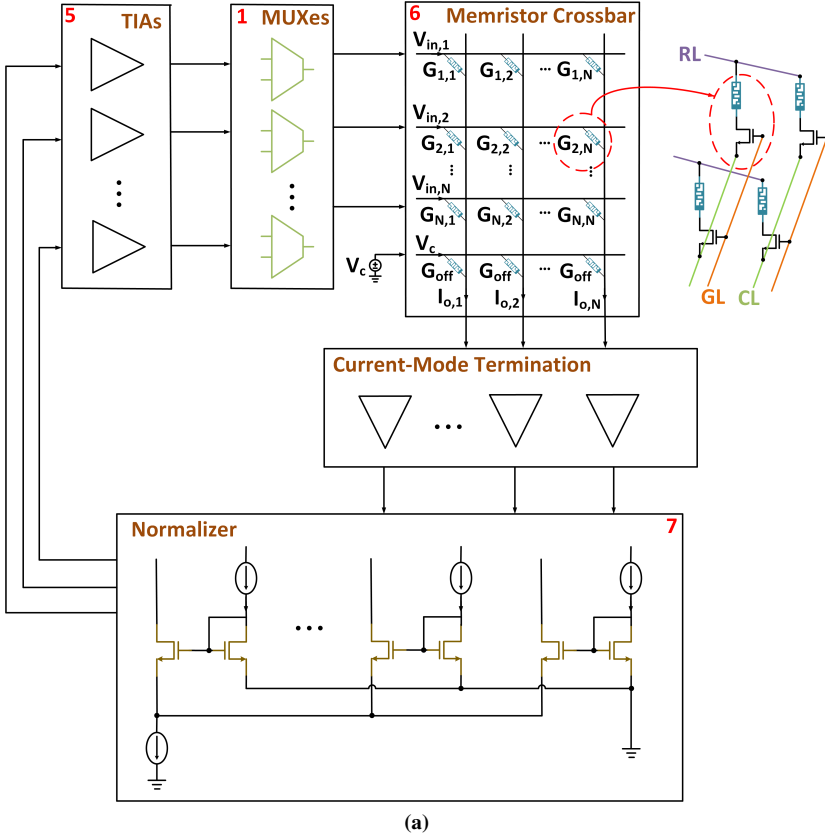 5 TIAs
1 MUXes
6 Memristor Crossbar
V_in,1
G_1,1 G_1,2 ... G_1,N
V_in,2
G_2,1 G_2,2 ... G_2,N
V_in,N
G_N,1 G_N,2 ... G_N,N
V_c
V_c
G_off G_off ... G_off
I_o,1 I_o,2 I_o,N
RL
GL CL
Current-Mode Termination
Normalizer 7
(a)